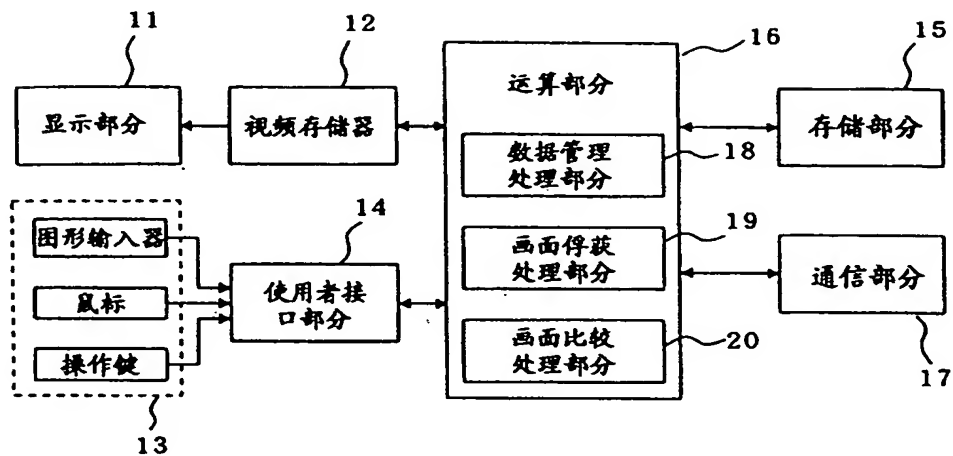 11
12
16
15
显示部分
视频存储器
运算部分
存储部分
数据管理
处理部分
18
图形输入器
14
画面俘获
处理部分
19
鼠标
使用者接
口部分
通信部分
操作键
画面比较
处理部分
20
17
13